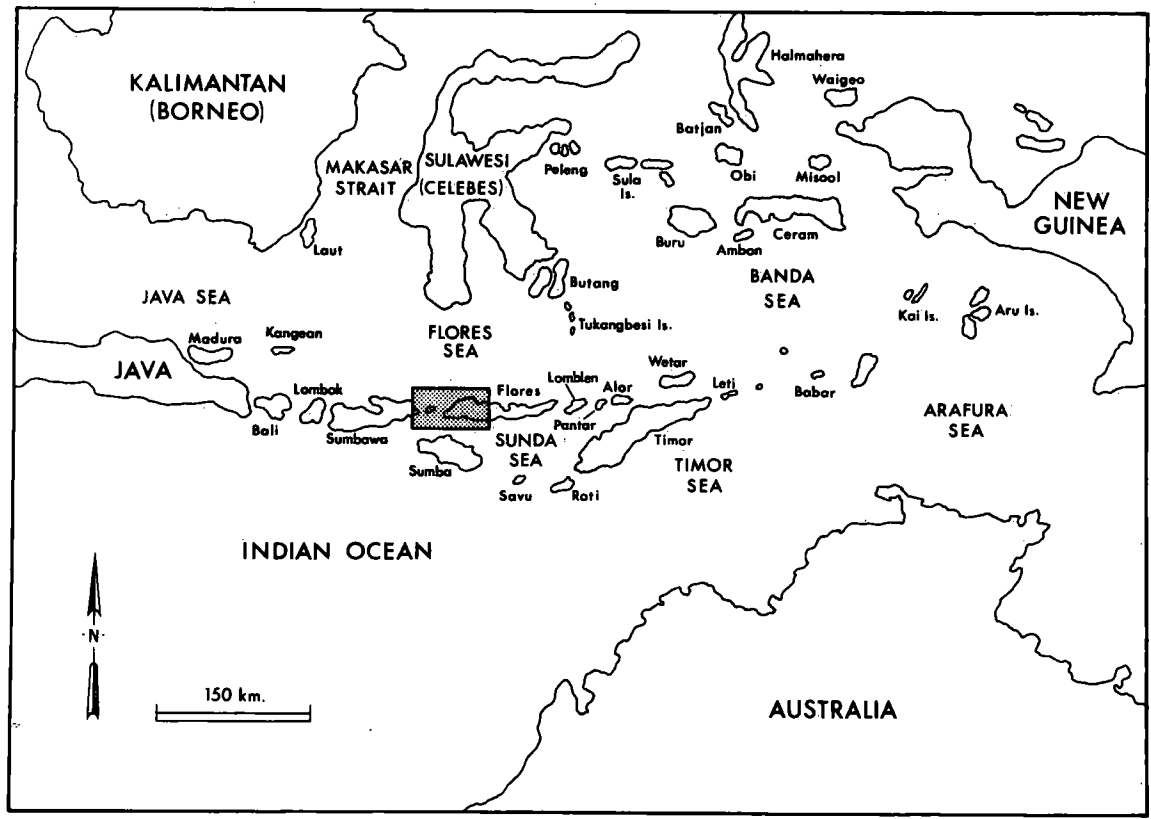 Halmahera
Waigeo
KALIMANTAN
(BORNEO)
Batjan
MAKASAR
STRAIT
SULAWESI
(CELEBES)
Peleng
Sula
Is.
Obi
Misool
NEW
GUINEA
Laut
Buru
Ambon
Ceram
BANDA
SEA
Butang
JAVA SEA
Kai Is.
Aru Is.
Tukangbesi Is.
Madura
Kangean
FLORES
SEA
JAVA
Wetar
Lombok
Flores
Lomblen
Alor
Leti
Babar
Bali
Sumbawa
Pantar
ARAFURA
SEA
SUNDA
SEA
Timor
Sumba
TIMOR
SEA
Savu
Roti
INDIAN OCEAN
N
150 km.
AUSTRALIA